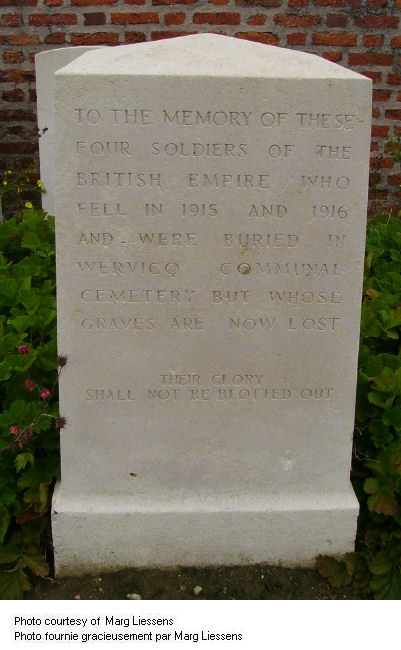 TO THE MEMORY OF THESE
FOUR SOLDIERS OF THE
BRITISH EMPIRE WHO
FELL IN 1915 AND 1916
AND WERE BURIED IN
WERVICQ COMMUNAL
CEMETERY BUT WHOSE
GRAVES ARE NOW LOST
THEIR GLORY
SHALL NOT BE BLOTTED OUT
Photo courtesy of Marg Liessens
Photo fournie gracieusement par Marg Liessens